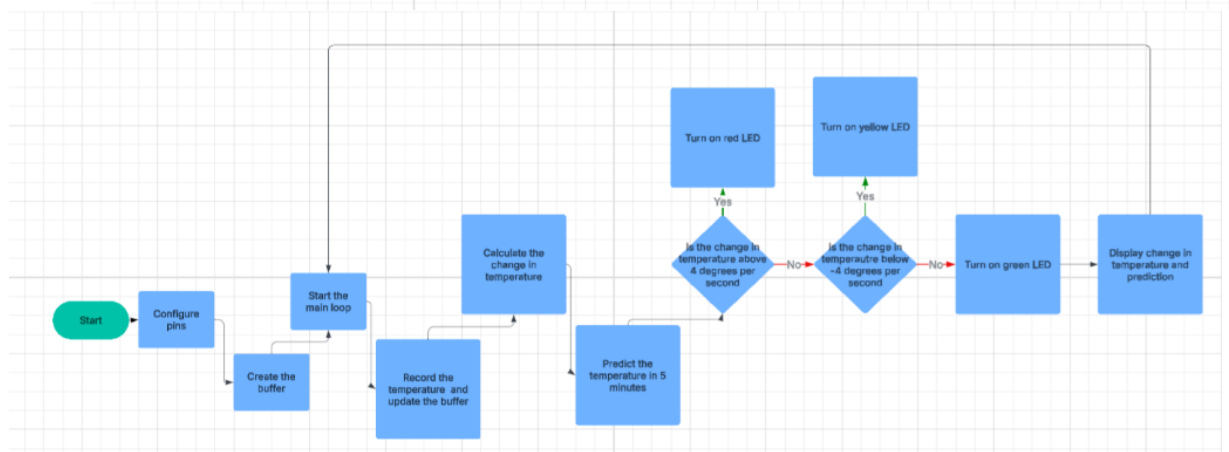 Start
Configure
pins
Create the
buffer
Start the
main loop
Record the
temperature and
update the buffer
Calculate the
change in
temperature
Predict the
temperature in 5
minutes
Is the change in
temperature above
4 degrees per
second
Yes
Turn on red LED
No
Is the change in
temperautre below
-4 degrees per
second
Yes
Turn on yellow LED
No
Turn on green LED
Display change in
temperature and
prediction